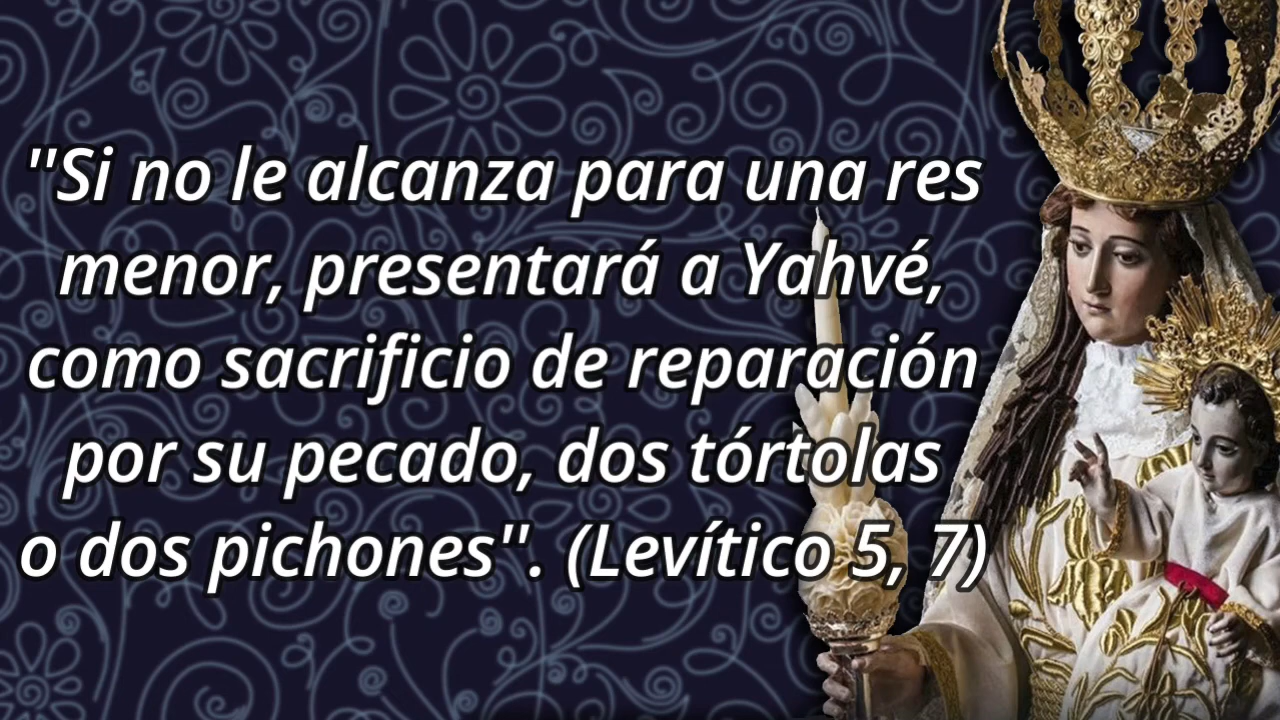 "Si no le alcanza para una res
menor, presentará a Yahvé,
como sacrificio de reparación
por su pecado, dos tórtolas
o dos pichones". (Levítico 5, 7)